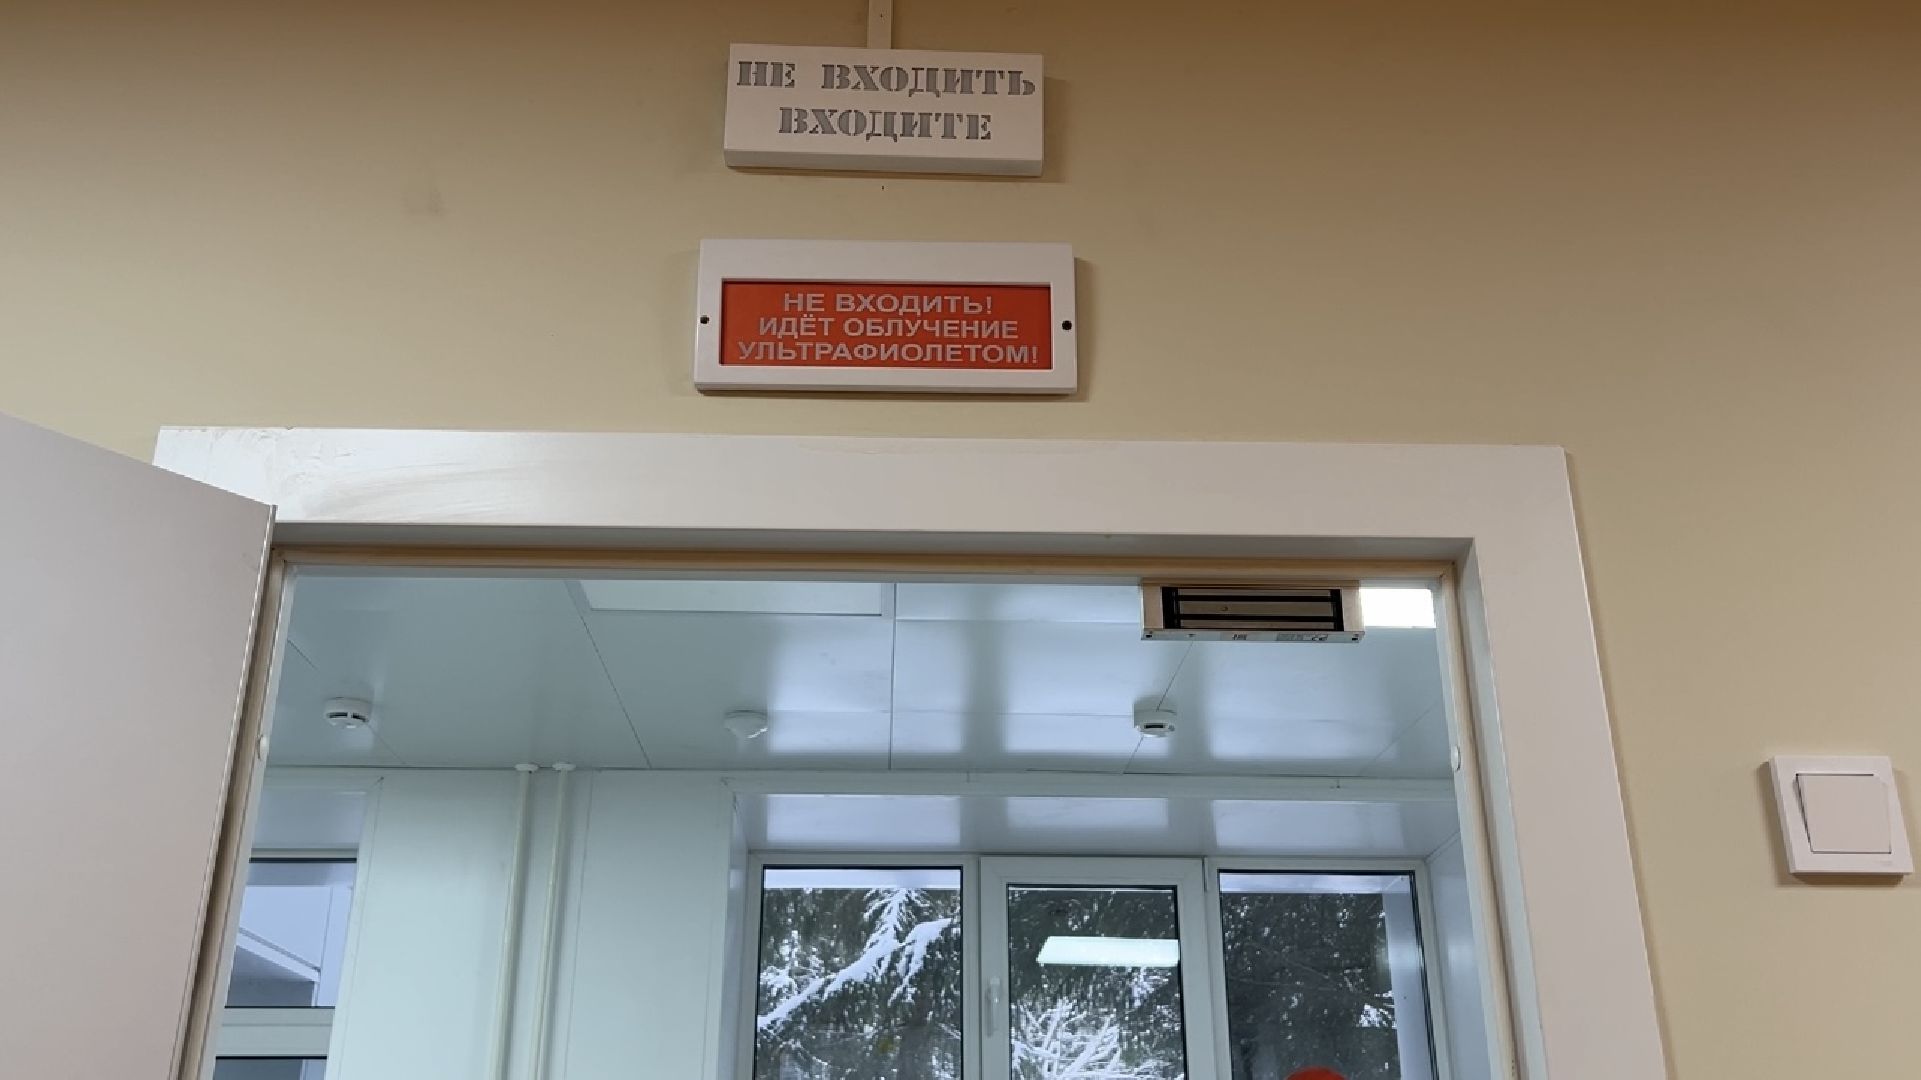 НЕ ВХОДИТЬ
ВХОДИТЕ
НЕ ВХОДИТЬ!
ИДЁТ ОБЛУЧЕНИЕ
УЛЬТРАФИОЛЕТОМ!